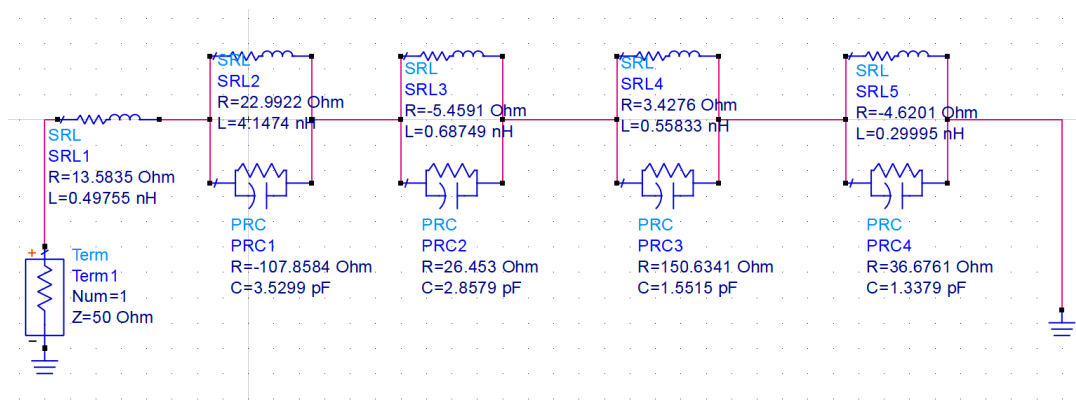 SRL
SRL2
R=22.9922 Ohm
L=4.1474 nH
SRL
SRL3
R=-5.4591 Ohm
L=0.68749 nH
SRL
SRL4
R=3.4276 Ohm
L=0.55833 nH
SRL
SRL5
R=-4.6201 Ohm
L=0.29995 nH
SRL
SRL1
R=13.5835 Ohm
L=0.49755 nH
PRC
PRC1
R=-107.8584 Ohm
C=3.5299 pF
PRC
PRC2
R=26.453 Ohm
C=2.8579 pF
PRC
PRC3
R=150.6341 Ohm
C=1.5515 pF
PRC
PRC4
R=36.6761 Ohm
C=1.3379 pF
+
Term
Term1
Num=1
Z=50 Ohm
−